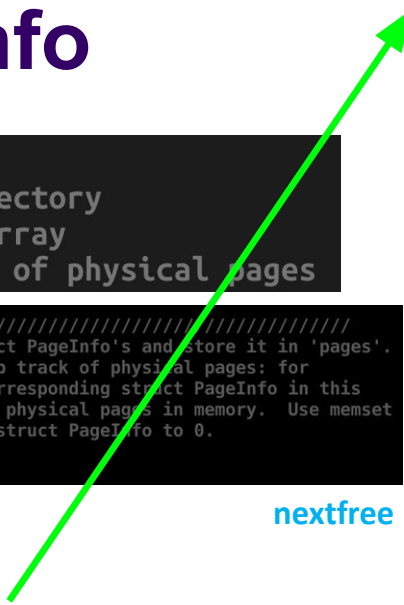 nfo
ectory
rray
of physical pages
//////////////////////////////////
ct PageInfo's and store it in 'pages'.
p track of physical pages: for
rresponding struct PageInfo in this
physical pages in memory.  Use memset
struct PageInfo to 0.
nextfree